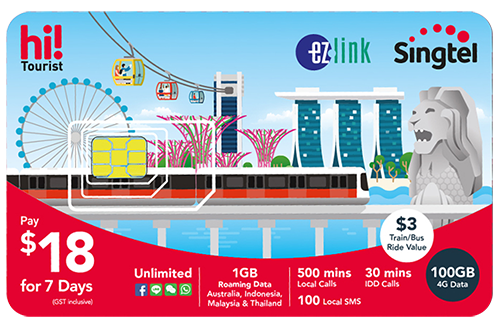 hi!
Tourist
ez-link
Singtel
Pay
$18
for 7 Days
(GST inclusive)
$3
Train/Bus
Ride Value
Unlimited
1GB
Roaming Data
Australia, Indonesia,
Malaysia & Thailand
500 mins
Local Calls
100 Local SMS
30 mins
IDD Calls
100GB
4G Data